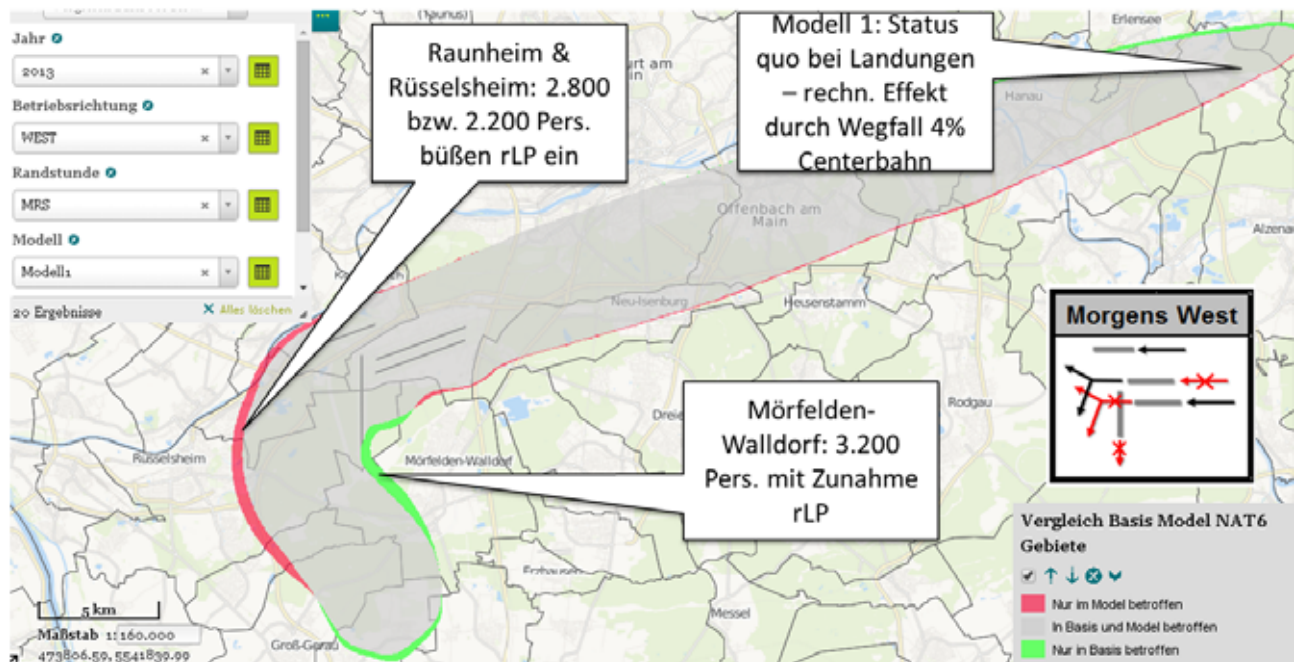 Jahr
2013
Betriebsrichtung
WEST
Randstunde
MRS
Modell
Modell1
20 Ergebnisse
Alles löschen
Raunheim &
Rüsselsheim: 2.800
bzw. 2.200 Pers.
büßen rLP ein
Modell 1: Status
quo bei Landungen
– rechn. Effekt
durch Wegfall 4%
Centerbahn
(Taunus)
Erlensee
Hanau
Main
Offenbach am
Main
Alzenau
Neu-Isenburg
Heusenstamm
Rodgau
Morgens West
Mörfelden-
Walldorf: 3.200
Pers. mit Zunahme
rLP
Rüsselsheim
Mörfelden-Walldorf
Erzhausen
Messel
Groß-Gerau
5 km
Maßstab 1:160.000
473806.59, 5541839.99
Vergleich Basis Model NAT6
Gebiete
Nur im Model betroffen
In Basis und Model betroffen
Nur in Basis betroffen